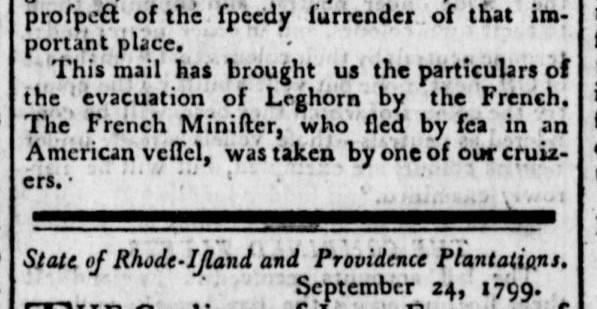 proſpect of the ſpeedy ſurrender of that im-
portant place.
This mail has brought us the particulars of
the evacuation of Leghorn by the French.
The French Miniſter, who fled by ſea in an
American veſſel, was taken by one of our cruiz-
ers.
State of Rhode-Iſland and Providence Plantations.
September 24, 1799.